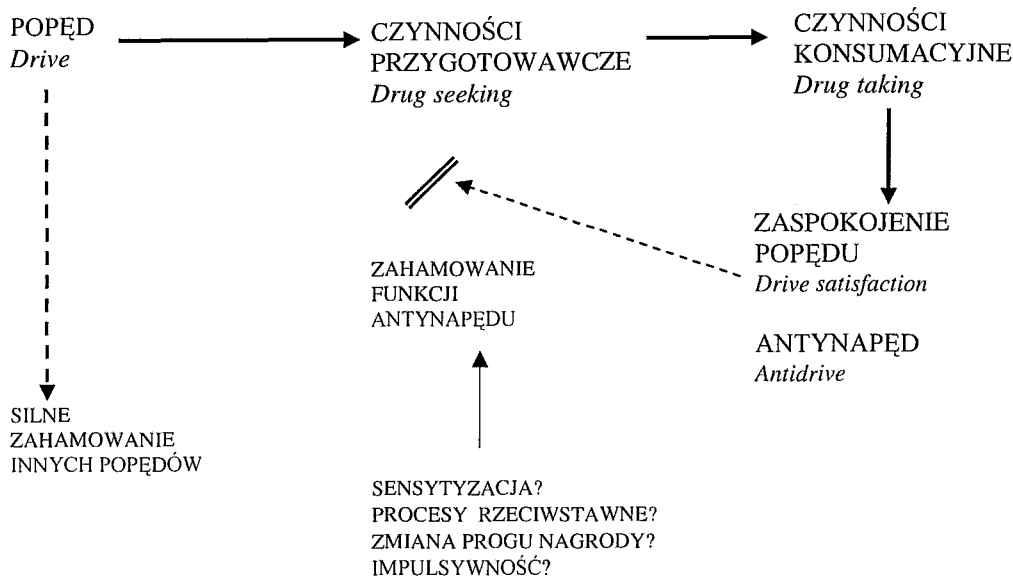 POPĘD
Drive
CZYNNOŚCI
PRZYGOTOWAWCZE
Drug seeking
CZYNNOŚCI
KONSUMACYJNE
Drug taking
ZASPOKOJENIE
POPĘDU
Drive satisfaction
ANTYNAPĘD
Antidrive
ZAHAMOWANIE
FUNKCJI
ANTYNAPĘDU
SILNE
ZAHAMOWANIE
INNYCH POPĘDÓW
SENSYTYZACJA?
PROCESY RZECIWSTAWNE?
ZMIANA PROGU NAGRODY?
IMPULSYWNOŚĆ?